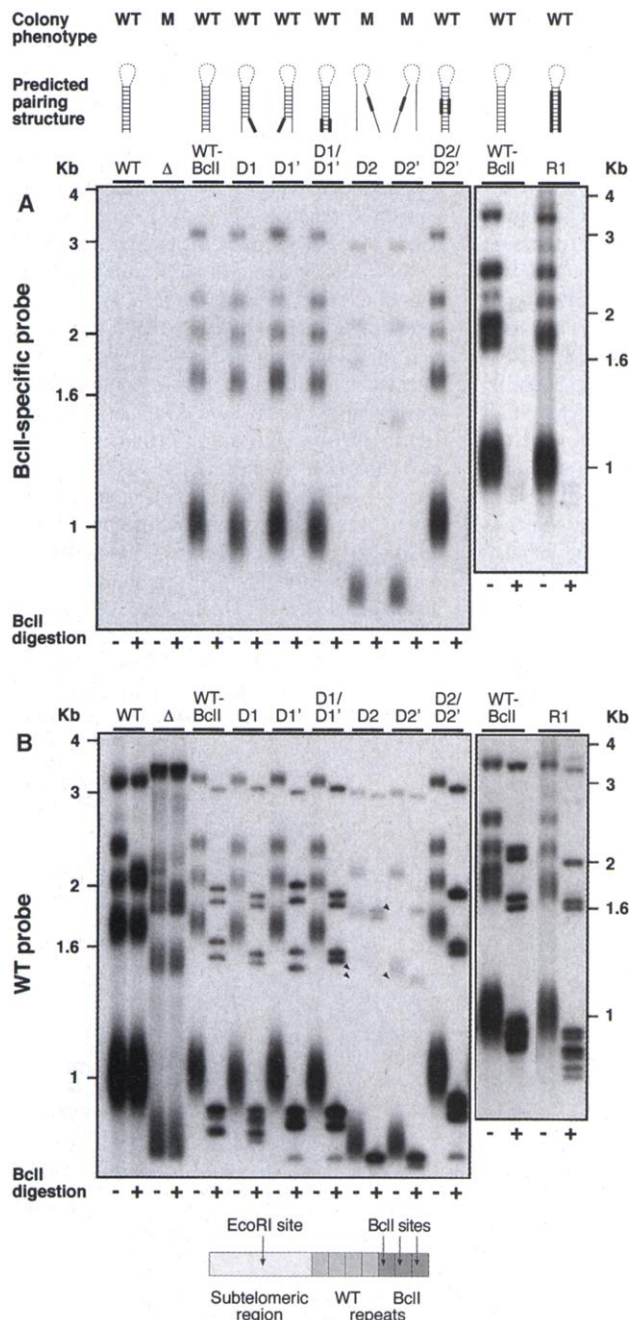 Colony phenotype WT M WT WT WT WT M M WT WT WT
Predicted pairing structure
Kb WT Δ WT-BclI D1 D1' D1/D1' D2 D2' D2/D2' WT-BclI R1 Kb
A
4
3
2
1.6
1
4
3
2
1.6
1
BclI-specific probe
BclI digestion - + - + - + - + - + - + - + - + - + - + - +
Kb WT Δ WT-BclI D1 D1' D1/D1' D2 D2' D2/D2' WT-BclI R1 Kb
B
4
3
2
1.6
1
4
3
2
1.6
1
WT probe
BclI digestion - + - + - + - + - + - + - + - + - + - + - +
EcoRI site BclI sites
Subtelomeric region WT BclI
repeats